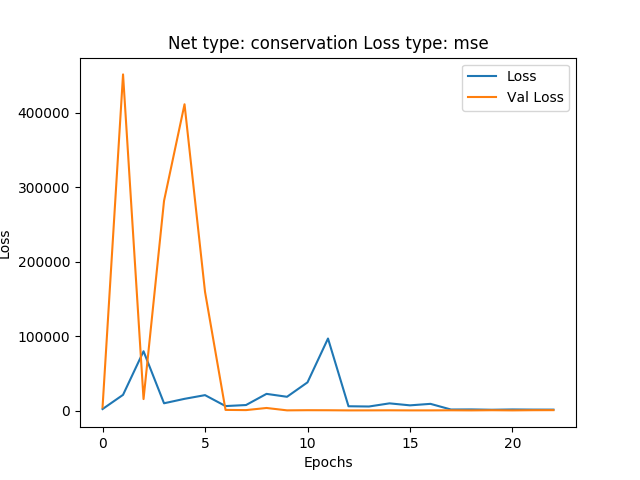 Net type: conservation Loss type: mse
Loss
Val Loss
400000
300000
200000
100000
0
Loss
0 5 10 15 20
Epochs